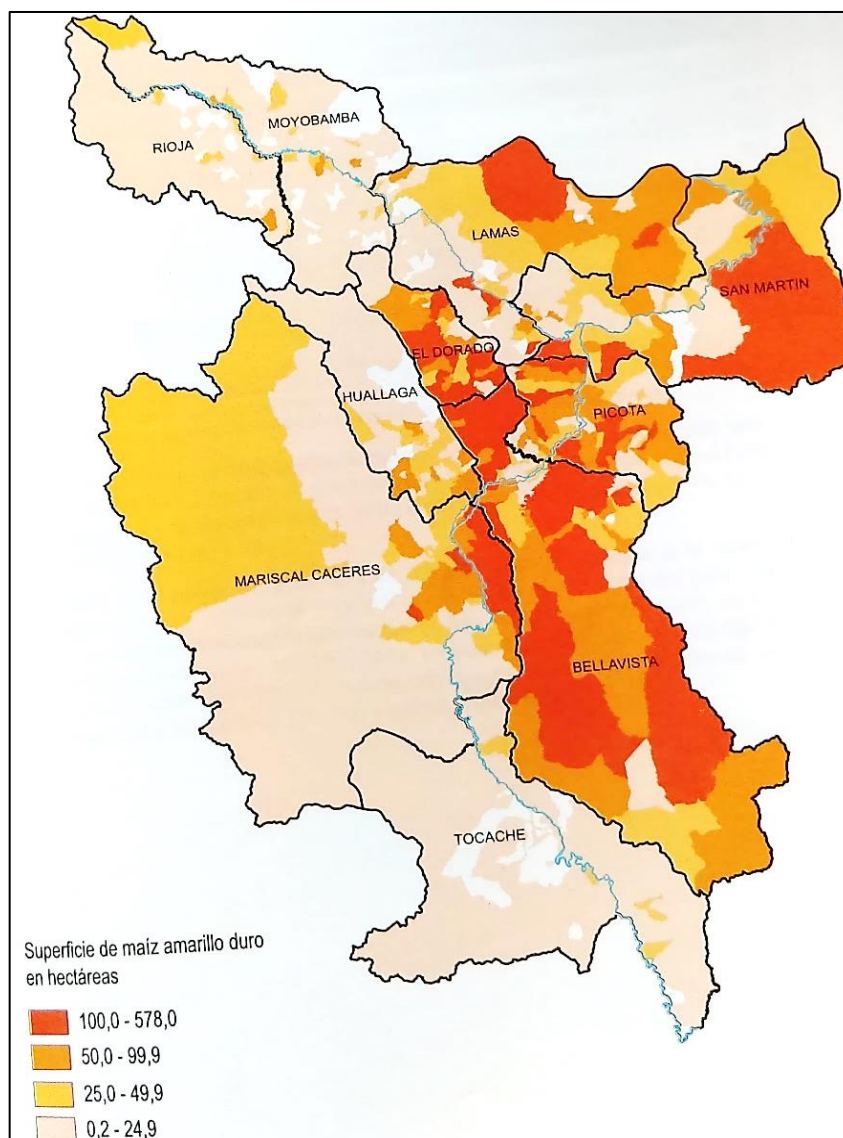 MOYOBAMBA
RIOJA
LAMAS
SAN MARTIN
EL DORADO
HUALLAGA
PICOTA
MARISCAL CACERES
BELLAVISTA
TOCACHE
Superficie de maíz amarillo duro
en hectáreas
100,0 - 578,0
50,0 - 99,9
25,0 - 49,9
0,2 - 24,9